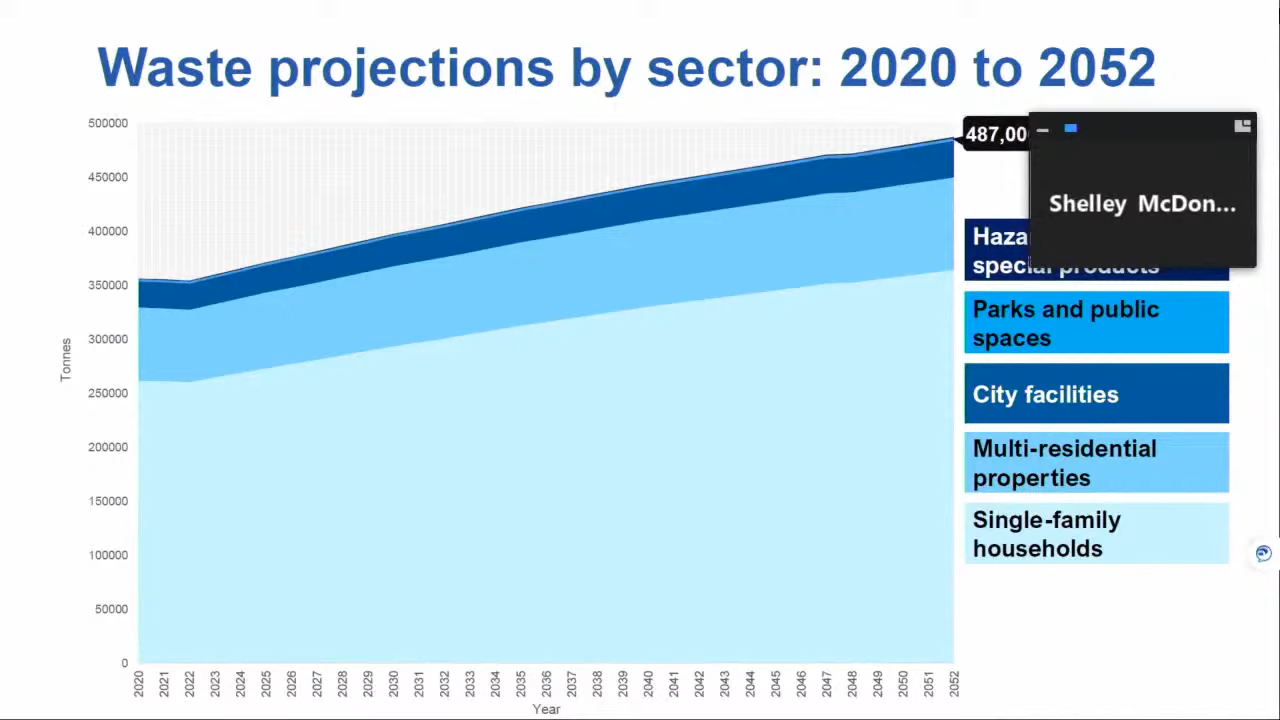 Waste projections by sector: 2020 to 2052
500000
450000
400000
350000
300000
250000
200000
150000
100000
50000
0
Tonnes
2020 2021 2022 2023 2024 2025 2026 2027 2028 2029 2030 2031 2032 2033 2034 2035 2036 2037 2038 2039 2040 2041 2042 2043 2044 2045 2046 2047 2048 2049 2050 2051 2052
Year
487,00
Shelley McDon...
Haza
special products
Parks and public
spaces
City facilities
Multi-residential
properties
Single-family
households